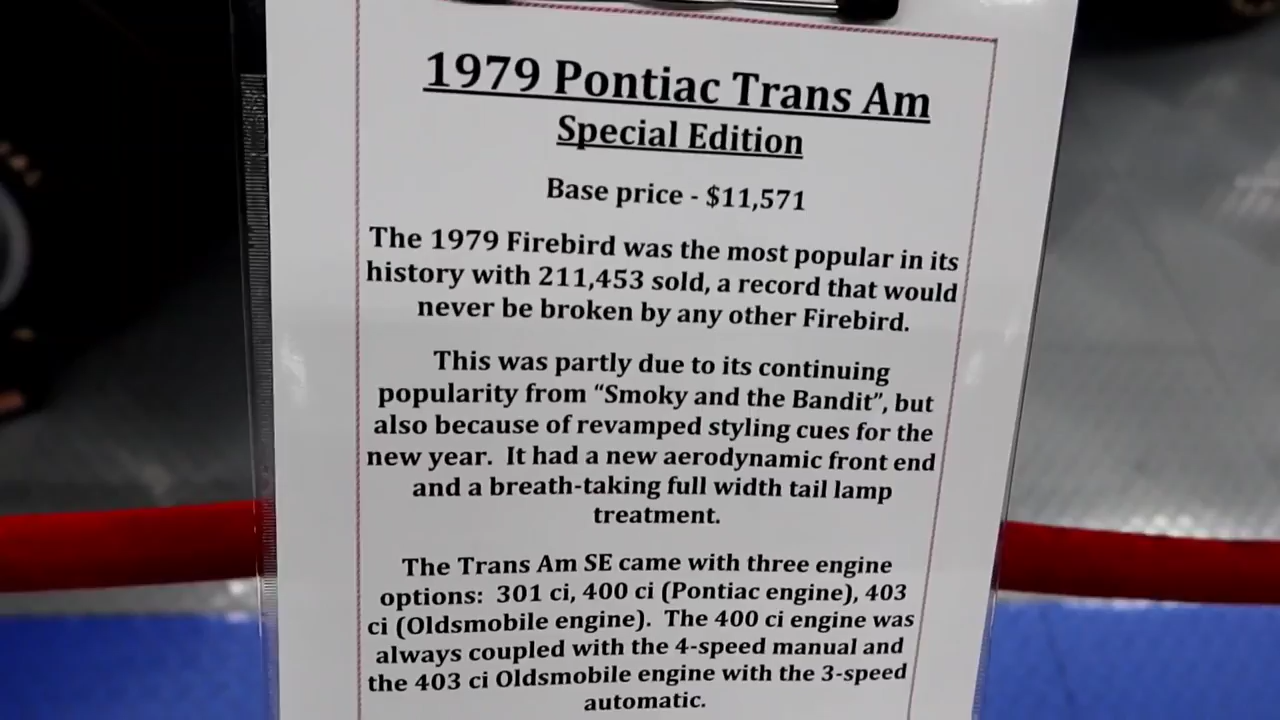 1979 Pontiac Trans Am
Special Edition
Base price - $11,571
The 1979 Firebird was the most popular in its
history with 211,453 sold, a record that would
never be broken by any other Firebird.
This was partly due to its continuing
popularity from “Smoky and the Bandit”, but
also because of revamped styling cues for the
new year.  It had a new aerodynamic front end
and a breath-taking full width tail lamp
treatment.
The Trans Am SE came with three engine
options:  301 ci, 400 ci (Pontiac engine), 403
ci (Oldsmobile engine).  The 400 ci engine was
always coupled with the 4-speed manual and
the 403 ci Oldsmobile engine with the 3-speed
automatic.